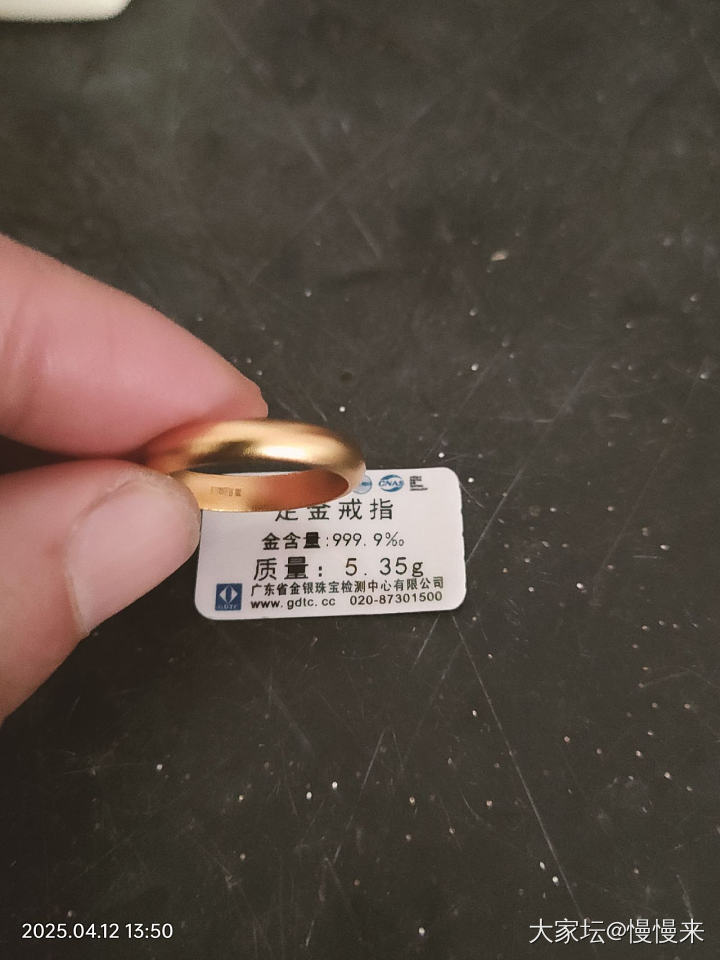 CNAS
足金戒指
金含量:999.9‰
质量: 5.35g
广东省金银珠宝检测中心有限公司
GDTC www.gdtc.cc 020-87301500
2025.04.12 13:50
大家坛@慢慢来